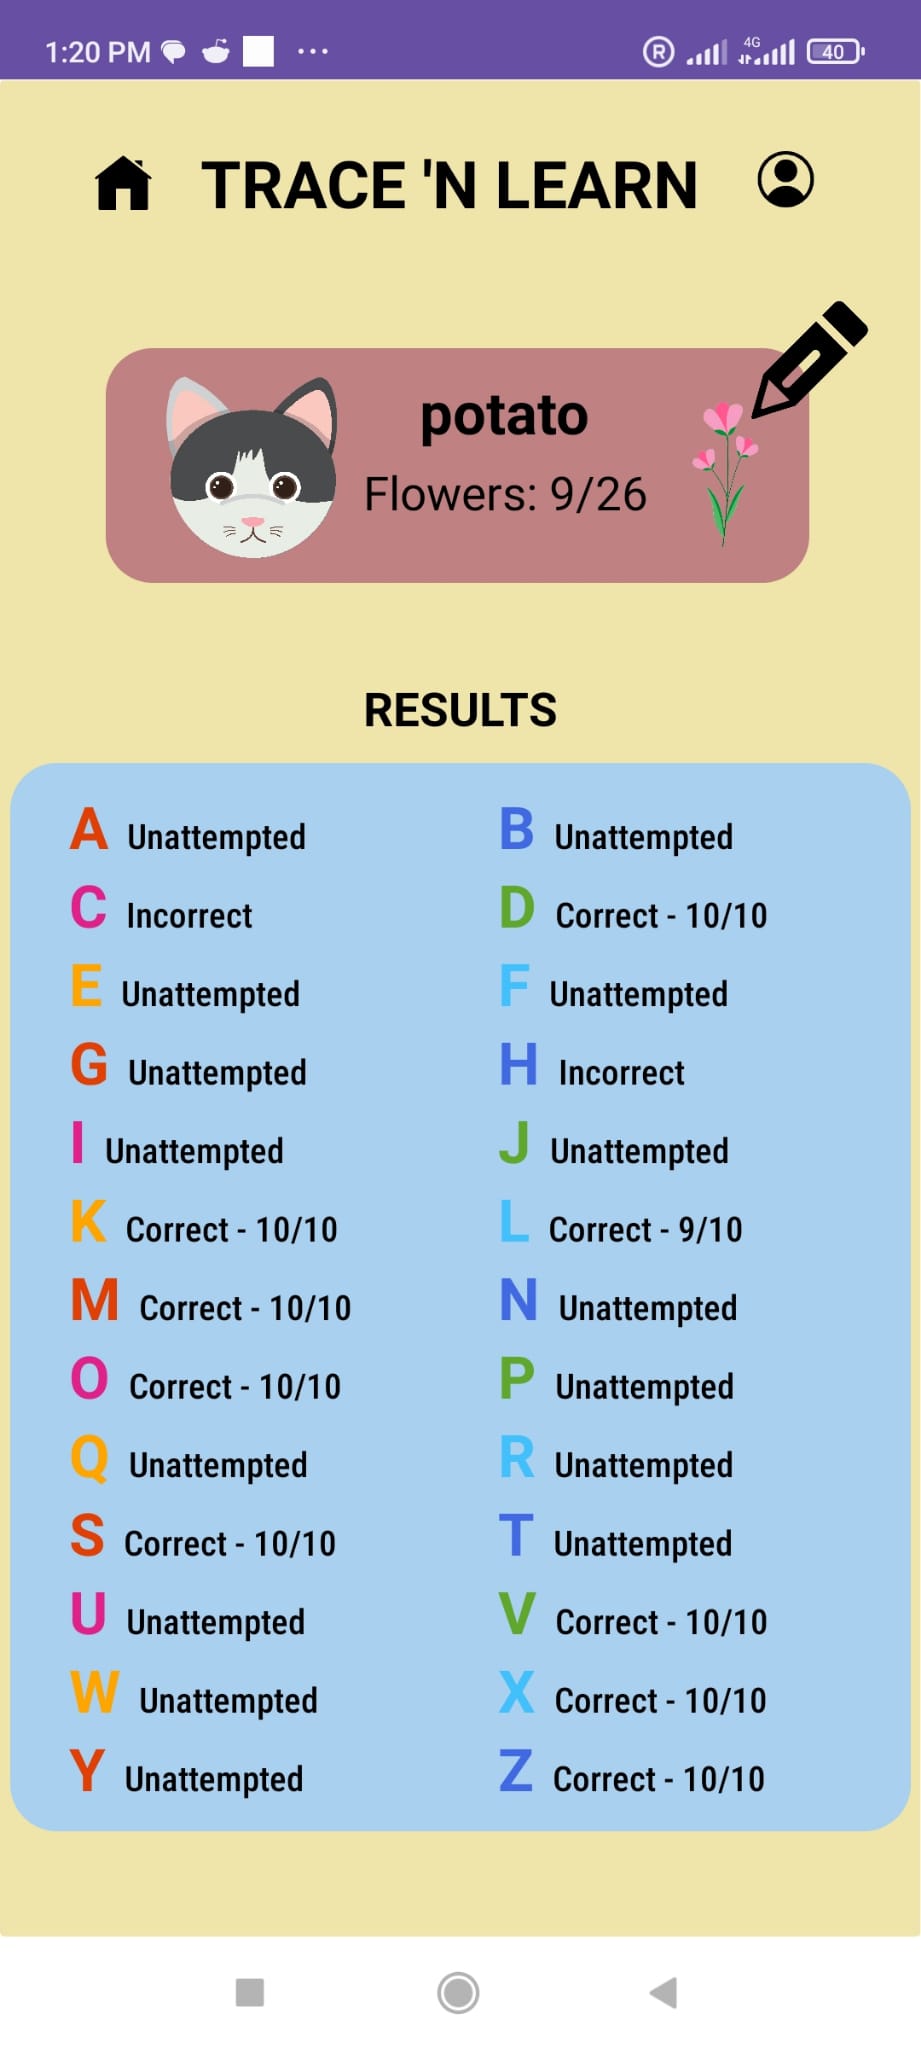 1:20 PM ... R 4G 40
TRACE 'N LEARN
potato
Flowers: 9/26
RESULTS
A Unattempted B Unattempted
C Incorrect D Correct - 10/10
E Unattempted F Unattempted
G Unattempted H Incorrect
I Unattempted J Unattempted
K Correct - 10/10 L Correct - 9/10
M Correct - 10/10 N Unattempted
O Correct - 10/10 P Unattempted
Q Unattempted R Unattempted
S Correct - 10/10 T Unattempted
U Unattempted V Correct - 10/10
W Unattempted X Correct - 10/10
Y Unattempted Z Correct - 10/10